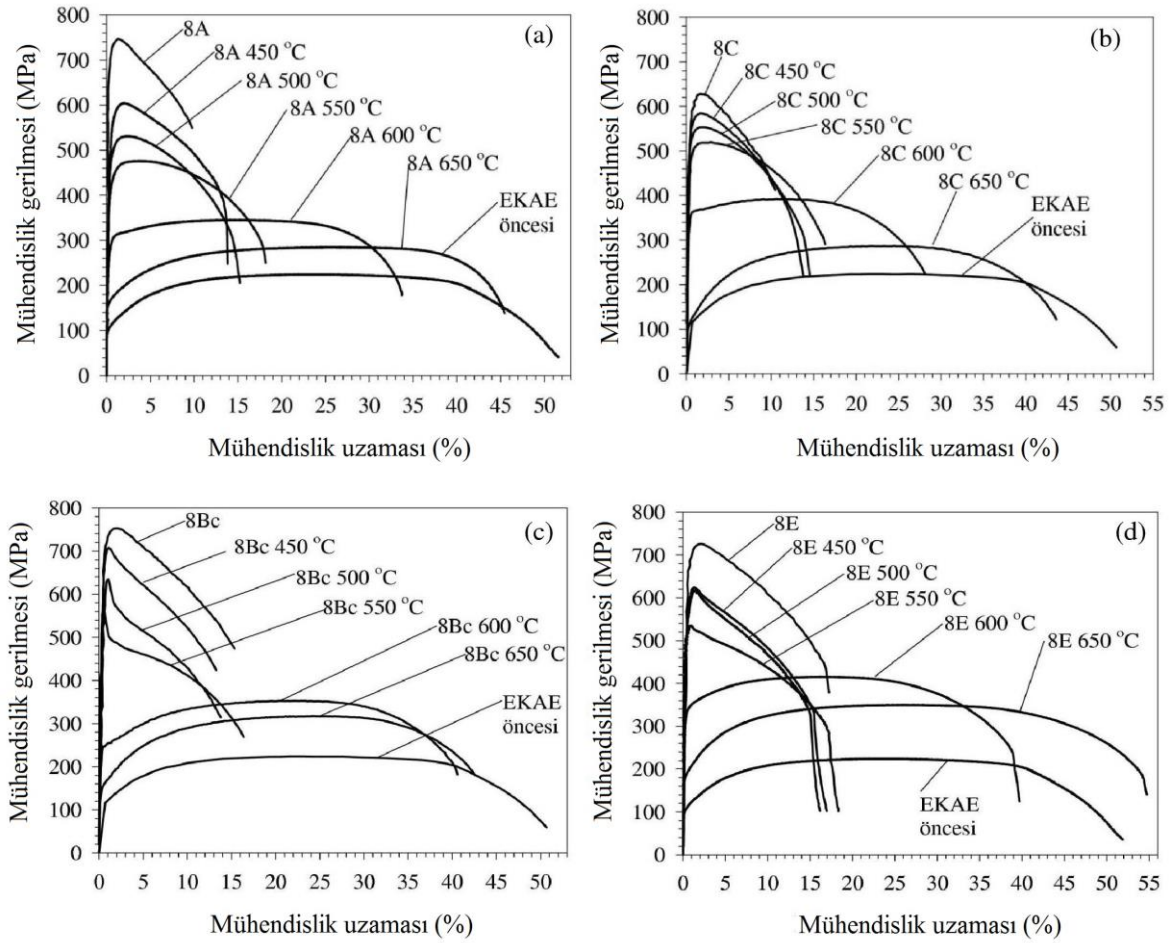 (a)
800
700
600
500
400
300
200
100
0
Mühendislik gerilmesi (MPa)
8A
8A 450 °C
8A 500 °C
8A 550 °C
8A 600 °C
8A 650 °C
EKAE
öncesi
0 5 10 15 20 25 30 35 40 45 50
Mühendislik uzaması (%)
(b)
800
700
600
500
400
300
200
100
0
Mühendislik gerilmesi (MPa)
8C
8C 450 °C
8C 500 °C
8C 550 °C
8C 600 °C
8C 650 °C
EKAE
öncesi
0 5 10 15 20 25 30 35 40 45 50 55
Mühendislik uzaması (%)
(c)
800
700
600
500
400
300
200
100
0
Mühendislik gerilmesi (MPa)
8Bc
8Bc 450 °C
8Bc 500 °C
8Bc 550 °C
8Bc 600 °C
8Bc 650 °C
EKAE
öncesi
0 5 10 15 20 25 30 35 40 45 50
Mühendislik uzaması (%)
(d)
800
700
600
500
400
300
200
100
0
Mühendislik gerilmesi (MPa)
8E
8E 450 °C
8E 500 °C
8E 550 °C
8E 600 °C
8E 650 °C
EKAE
öncesi
0 5 10 15 20 25 30 35 40 45 50 55
Mühendislik uzaması (%)